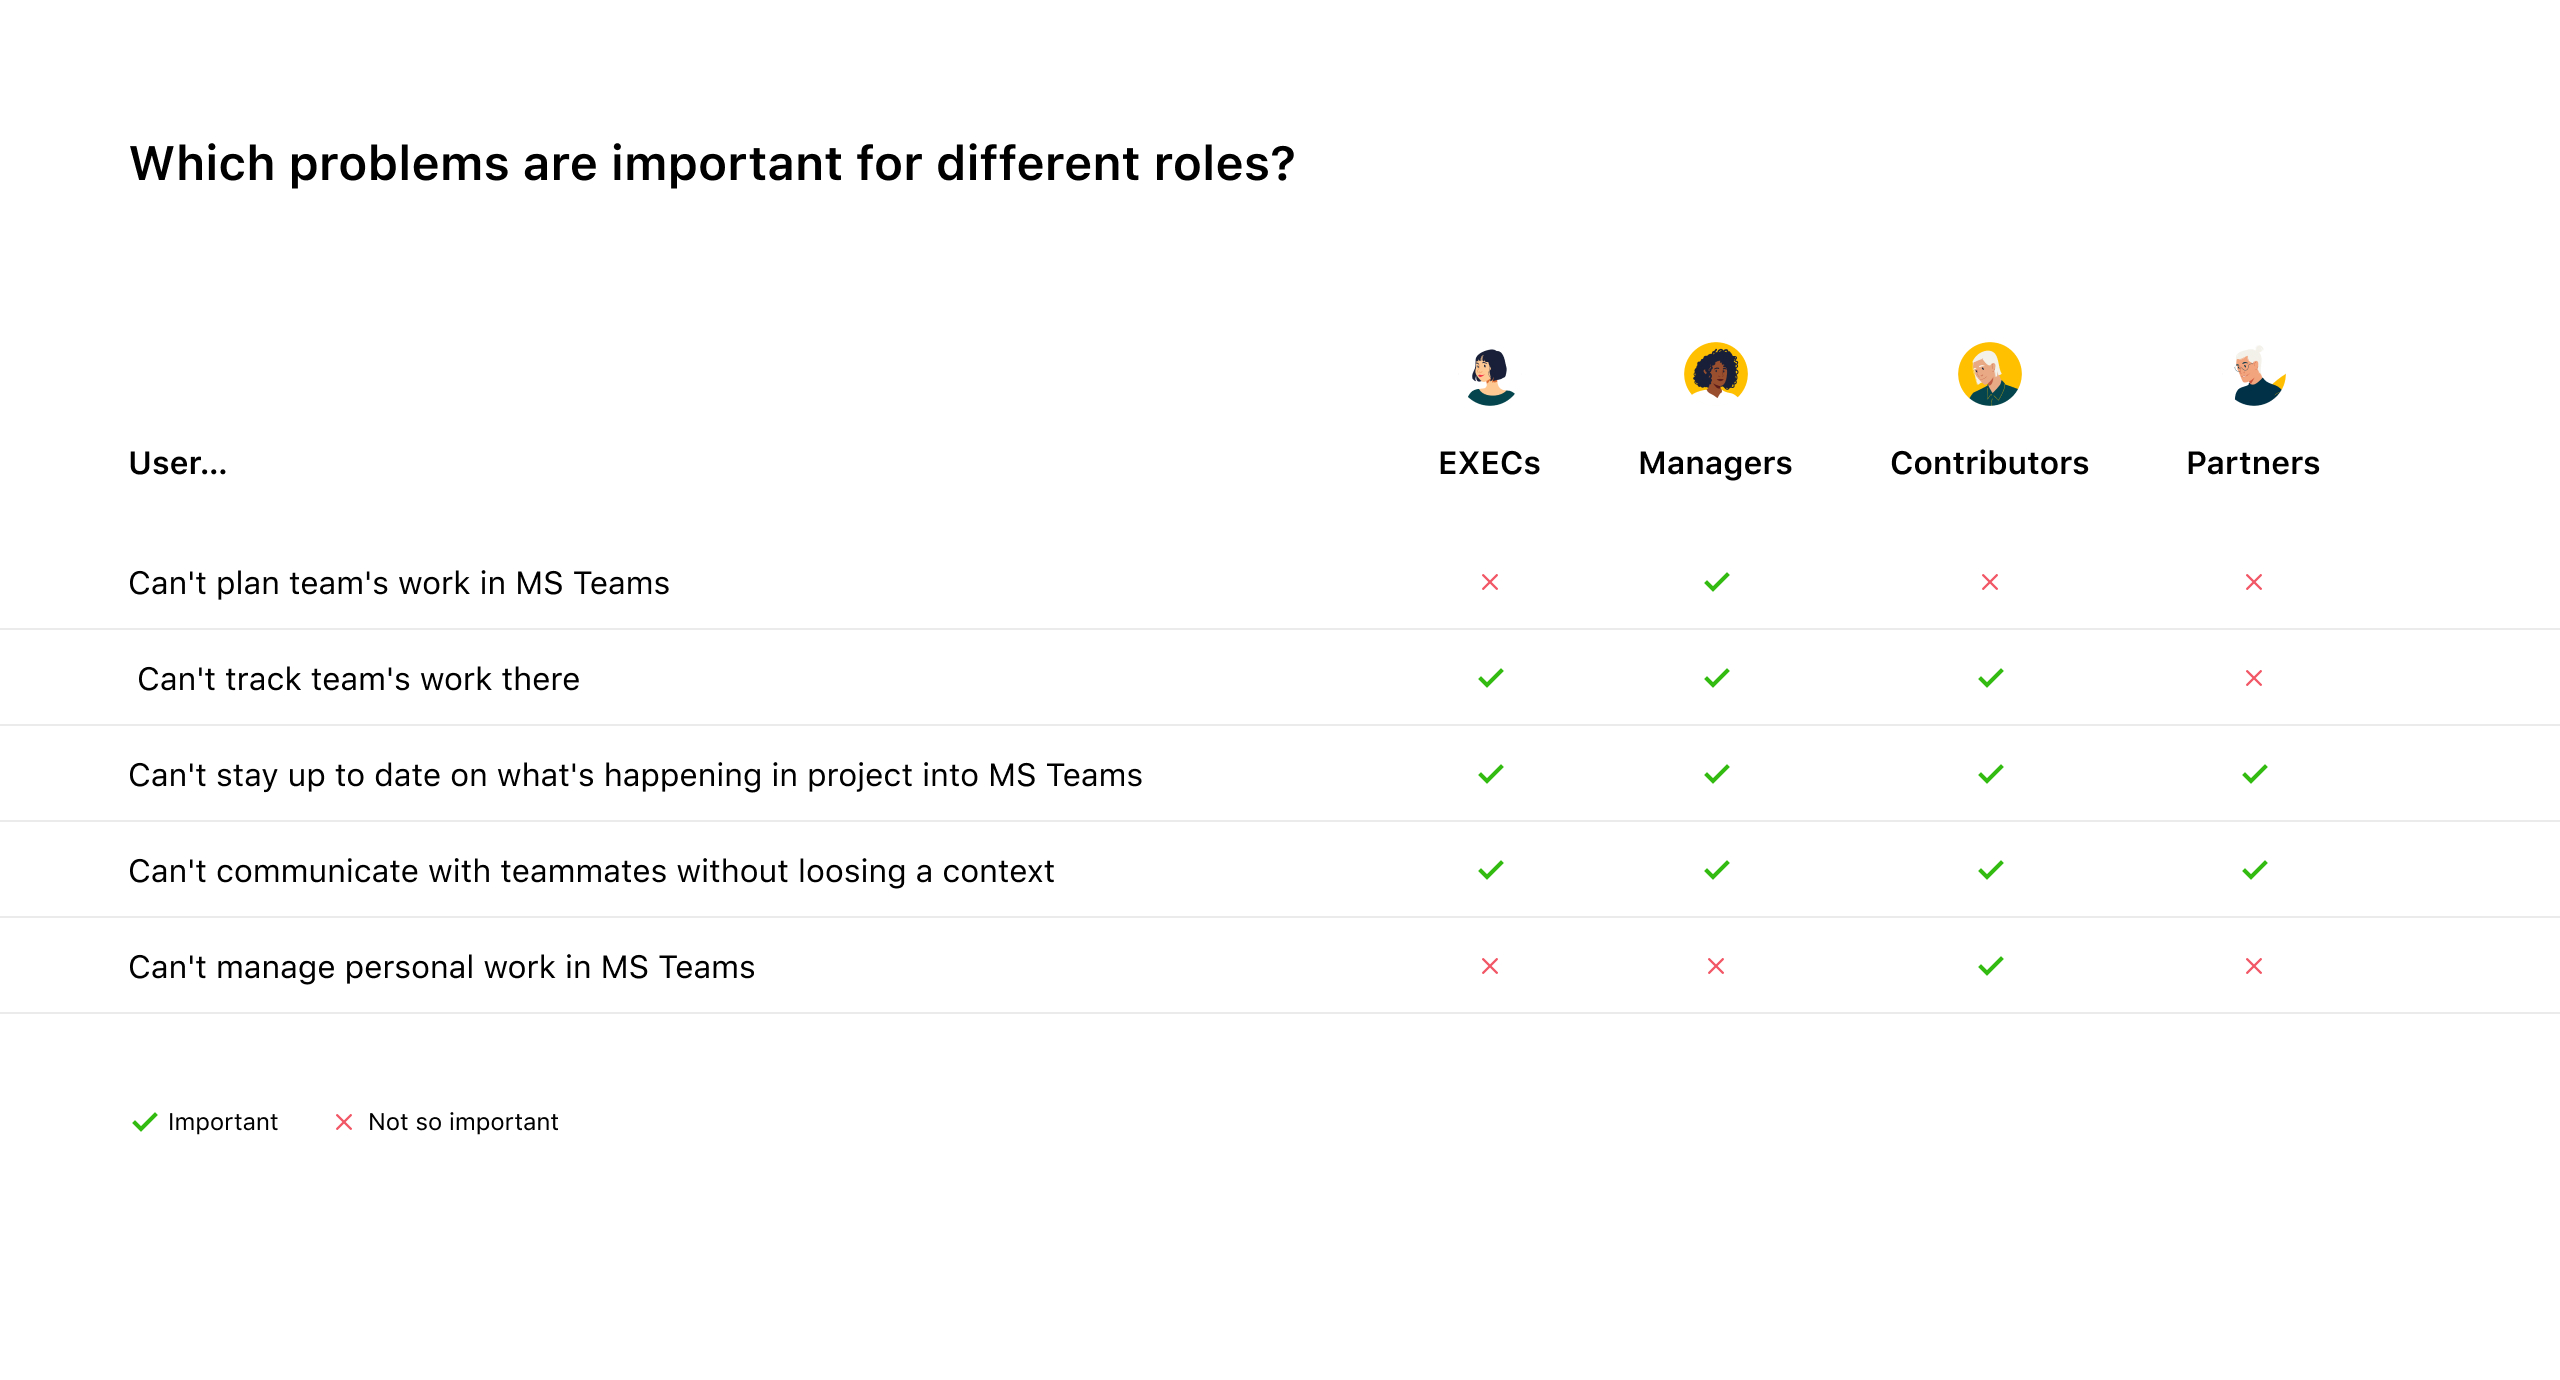 Which problems are important for different roles?
User... EXECs Managers Contributors Partners
Can't plan team's work in MS Teams
Can't track team's work there
Can't stay up to date on what's happening in project into MS Teams
Can't communicate with teammates without loosing a context
Can't manage personal work in MS Teams
Important Not so important